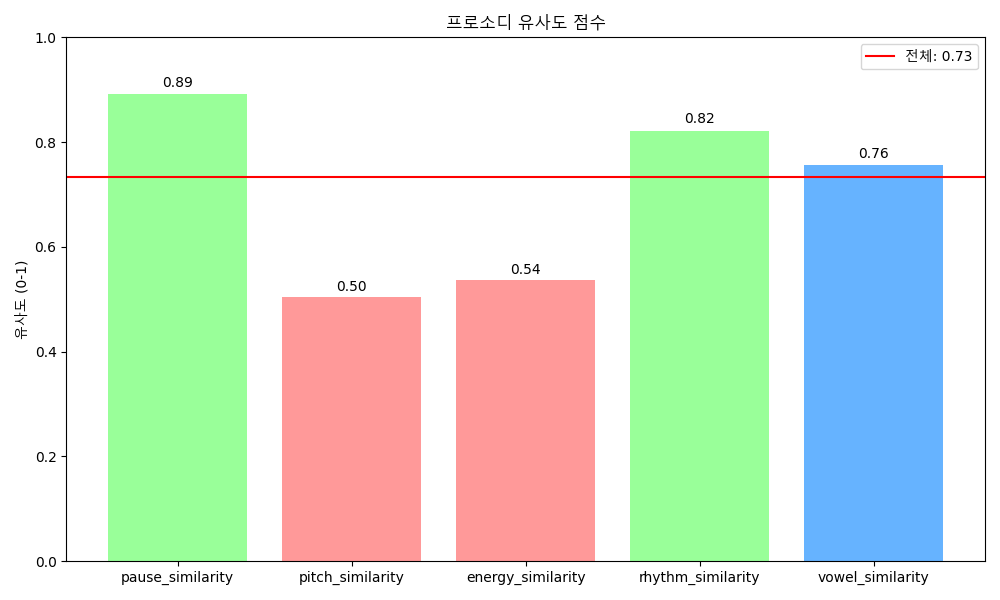 프로소디 유사도 점수
전체: 0.73
유사도 (0-1)
1.0
0.8
0.6
0.4
0.2
0.0
0.89
0.50
0.54
0.82
0.76
pause_similarity
pitch_similarity
energy_similarity
rhythm_similarity
vowel_similarity